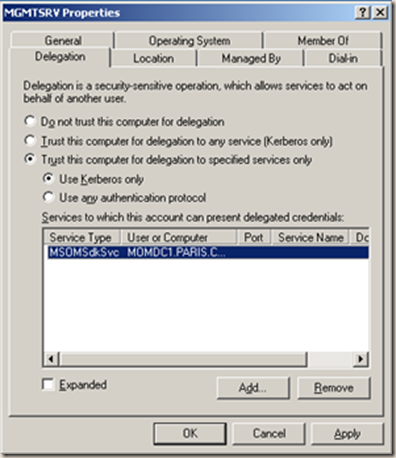 MGMTSRV Properties
General Operating System Member Of
Delegation Location Managed By Dial-in
Delegation is a security-sensitive operation, which allows services to act on
behalf of another user.
Do not trust this computer for delegation
Trust this computer for delegation to any service (Kerberos only)
Trust this computer for delegation to specified services only
Use Kerberos only
Use any authentication protocol
Services to which this account can present delegated credentials:
Service Type User or Computer Port Service Name Do
MSOMSdkSvc MOMDC1.PARIS.C...
Expanded Add... Remove
OK Cancel Apply